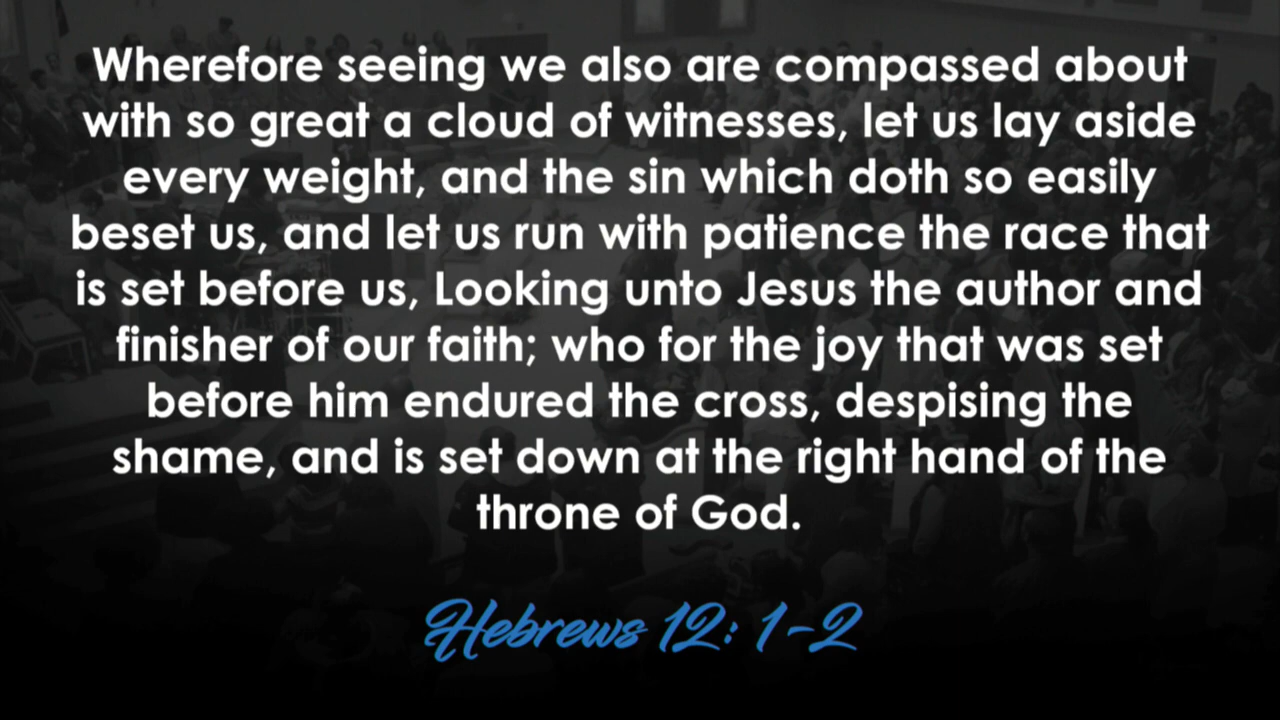 Wherefore seeing we also are compassed about
with so great a cloud of witnesses, let us lay aside
every weight, and the sin which doth so easily
beset us, and let us run with patience the race that
is set before us, Looking unto Jesus the author and
finisher of our faith; who for the joy that was set
before him endured the cross, despising the
shame, and is set down at the right hand of the
throne of God.
Hebrews 12: 1-2